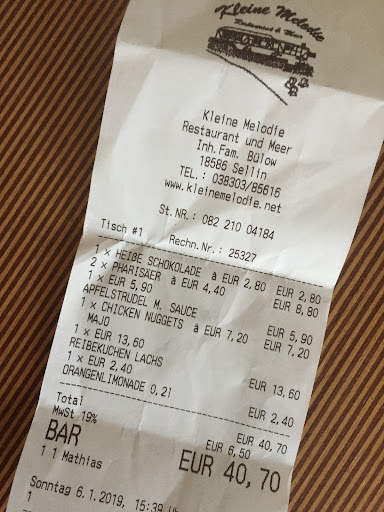 Kleine Melodie
Restaurant & Meer
Kleine Melodie
Restaurant und Meer
Inh.Fam. Bülow
18586 Sellin
TEL.: 038303/85616
www.kleinemelodie.net
St.NR.: 082 210 04184
Tisch #1 Rechn.Nr.: 25327
1 x HEIßE SCHOKOLADE à EUR 2,80 EUR 2,80
2 x PHARISÄER à EUR 4,40 EUR 8,80
1 x EUR 5,90
APFELSTRUDEL M. SAUCE EUR 5,90
1 x CHICKEN NUGGETS à EUR 7,20 EUR 7,20
MAJO
1 x EUR 13,60
REIBEKUCHEN LACHS EUR 13,60
1 x EUR 2,40
ORANGENLIMONADE 0,2l EUR 2,40
Total EUR 40,70
MwSt 19% EUR 6,50
BAR EUR 40,70
1 1 Mathias
Sonntag 6.1.2019, 15:39 Uh
1